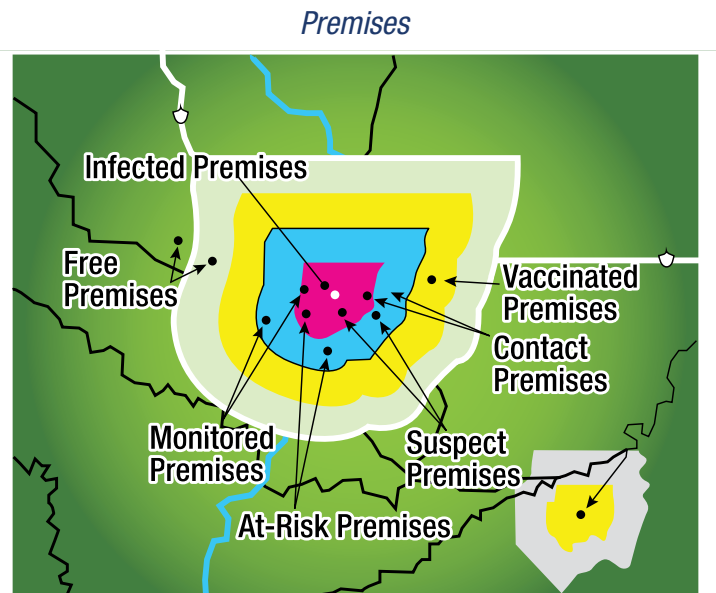 Premises
Infected Premises
Free
Premises
Vaccinated
Premises
Contact
Premises
Monitored
Premises
Suspect
Premises
At-Risk Premises